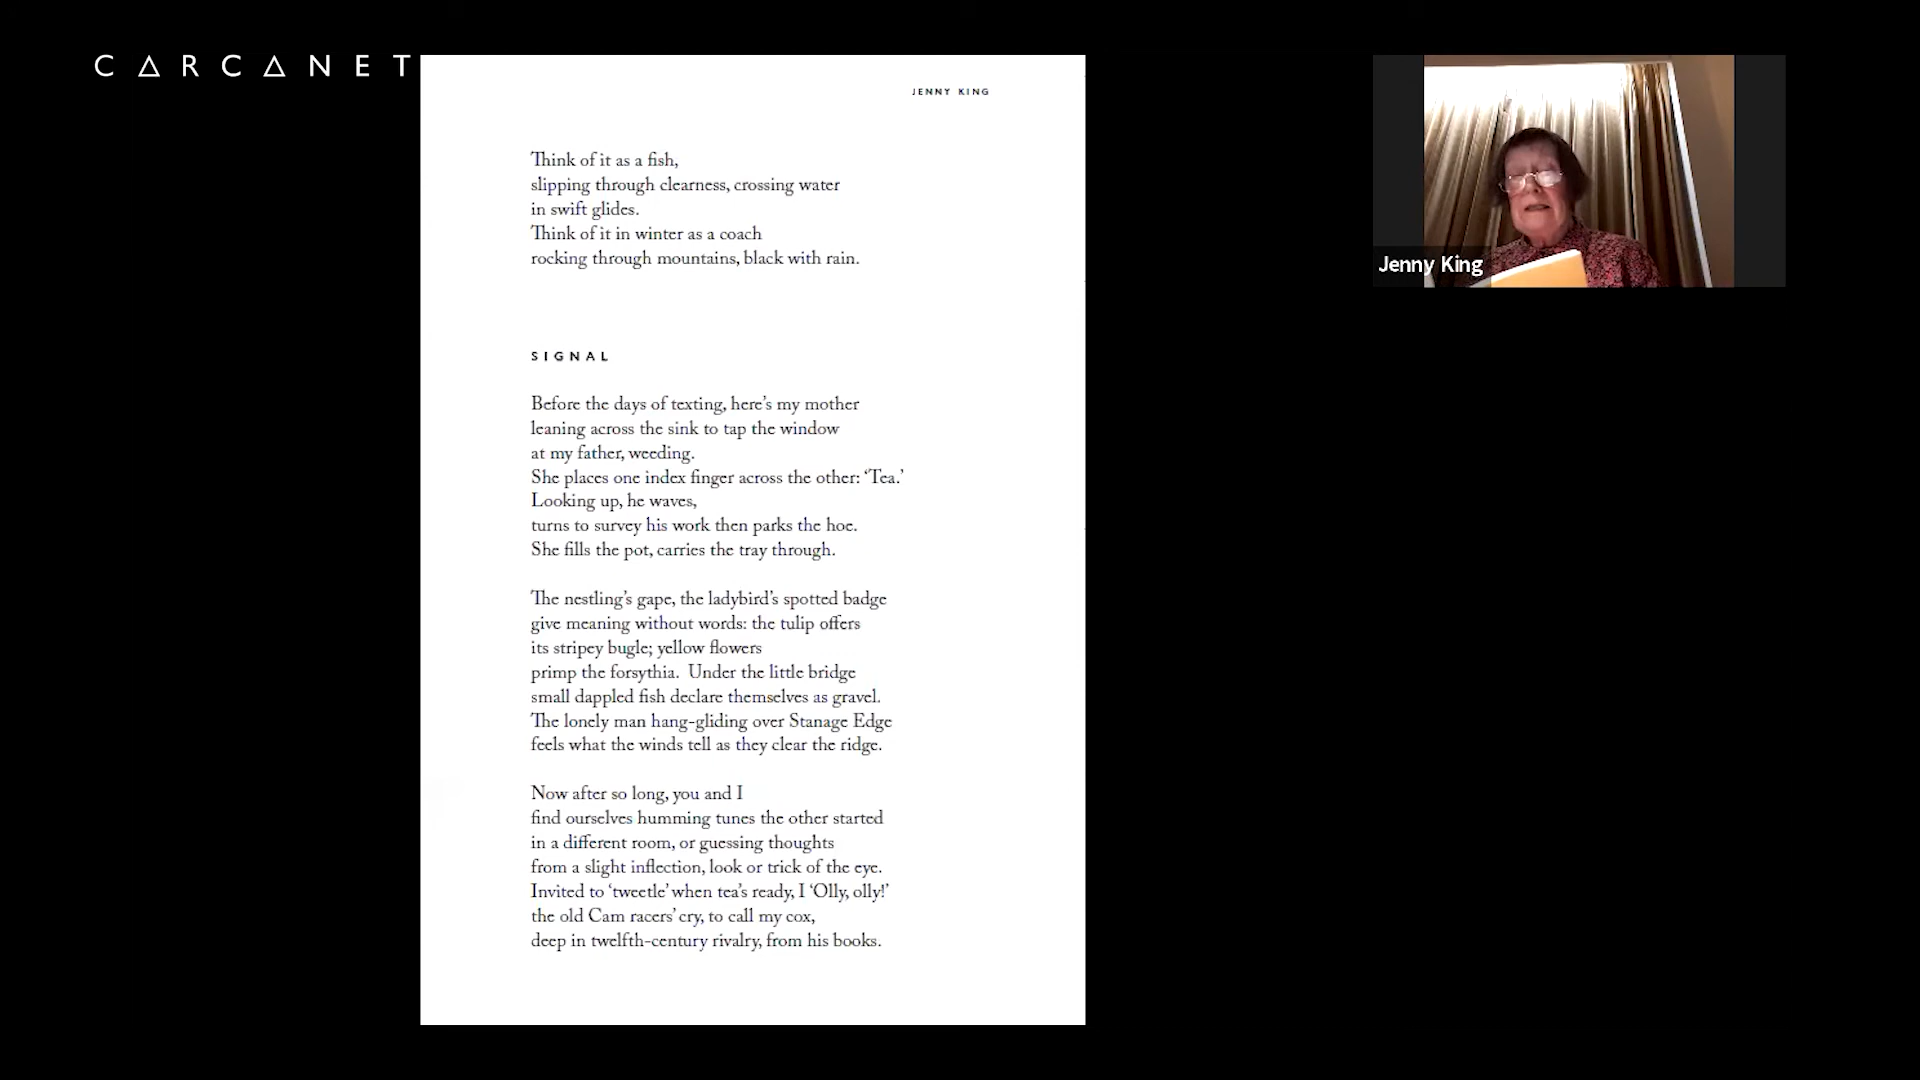 CARCANET
JENNY KING
Think of it as a fish,
slipping through clearness, crossing water
in swift glides.
Think of it in winter as a coach
rocking through mountains, black with rain.
SIGNAL
Before the days of texting, here's my mother
leaning across the sink to tap the window
at my father, weeding.
She places one index finger across the other: ‘Tea.’
Looking up, he waves,
turns to survey his work then parks the hoe.
She fills the pot, carries the tray through.
The nestling's gape, the ladybird's spotted badge
give meaning without words: the tulip offers
its stripey bugle; yellow flowers
primp the forsythia.  Under the little bridge
small dappled fish declare themselves as gravel.
The lonely man hang-gliding over Stanage Edge
feels what the winds tell as they clear the ridge.
Now after so long, you and I
find ourselves humming tunes the other started
in a different room, or guessing thoughts
from a slight inflection, look or trick of the eye.
Invited to ‘tweetle’ when tea's ready, I ‘Olly, olly!’
the old Cam racers' cry, to call my cox,
deep in twelfth-century rivalry, from his books.
Jenny King